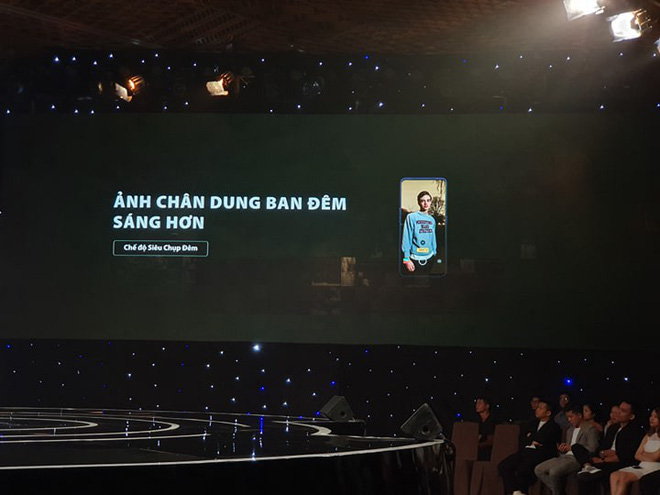 ẢNH CHÂN DUNG BAN ĐÊM
SÁNG HƠN
Chế độ Siêu Chụp Đêm